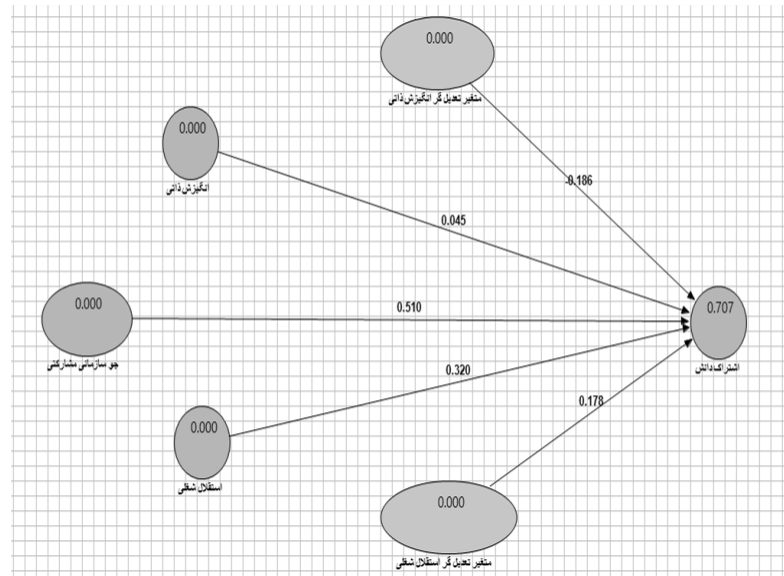 0.000
متغیر تعدیل گر انگیزش ذاتی
0.000
انگیزش ذاتی
-0.186
0.045
0.000
جو سازمانی مشارکتی
0.510
0.707
اشتراک دانش
0.320
0.000
استقلال شغلی
0.178
0.000
متغیر تعدیل گر استقلال شغلی